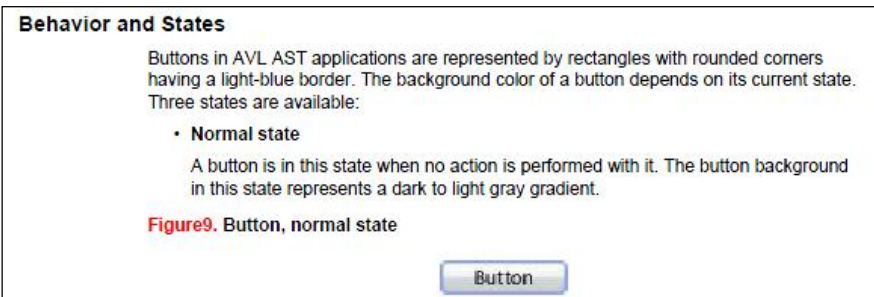 Behavior and States
Buttons in AVL AST applications are represented by rectangles with rounded corners
having a light-blue border. The background color of a button depends on its current state.
Three states are available:
• Normal state
A button is in this state when no action is performed with it. The button background
in this state represents a dark to light gray gradient.
Figure9. Button, normal state
Button